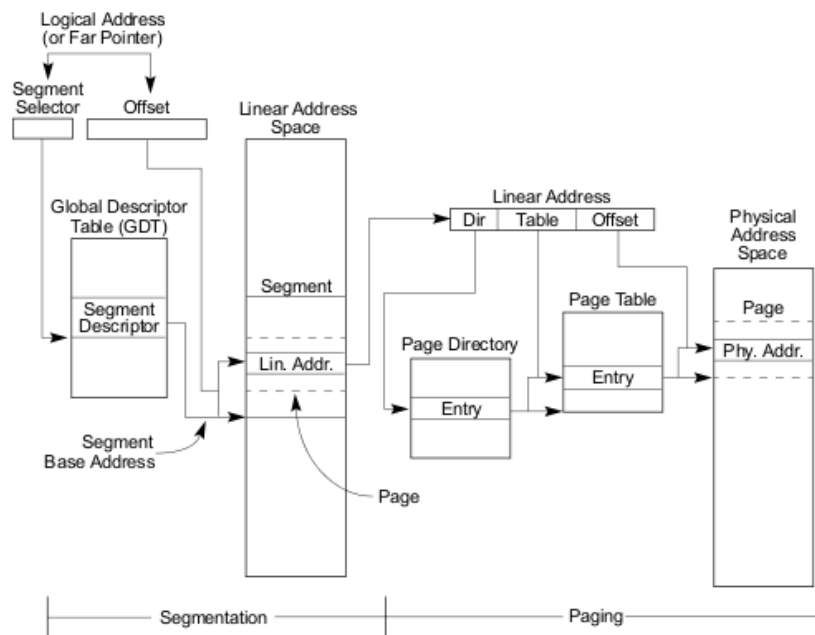 Logical Address
(or Far Pointer)
Segment
Selector
Offset
Linear Address
Space
Global Descriptor
Table (GDT)
Segment
Descriptor
Segment
Lin. Addr.
Segment
Base Address
Page
Linear Address
Dir
Table
Offset
Physical
Address
Space
Page Table
Page
Page Directory
Phy. Addr.
Entry
Entry
Segmentation
Paging